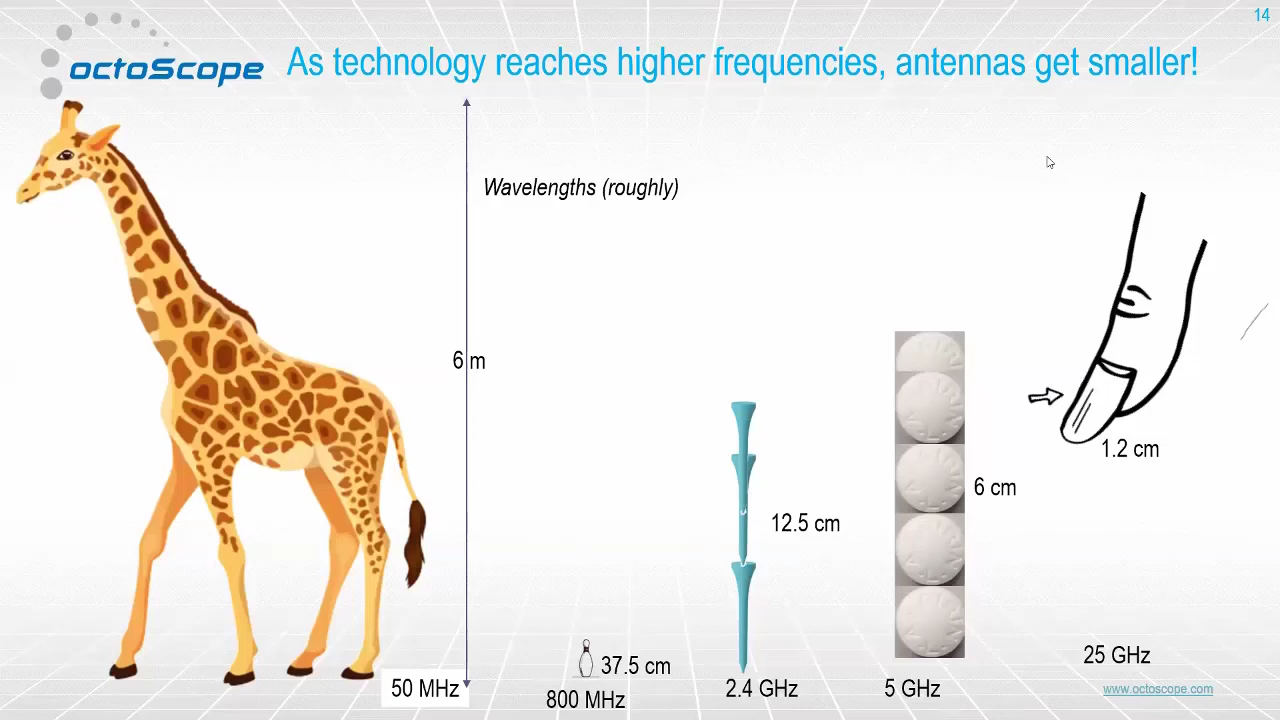 14
octoScope
As technology reaches higher frequencies, antennas get smaller!
Wavelengths (roughly)
6 m
1.2 cm
6 cm
12.5 cm
37.5 cm
50 MHz
800 MHz
2.4 GHz
5 GHz
25 GHz
www.octoscope.com